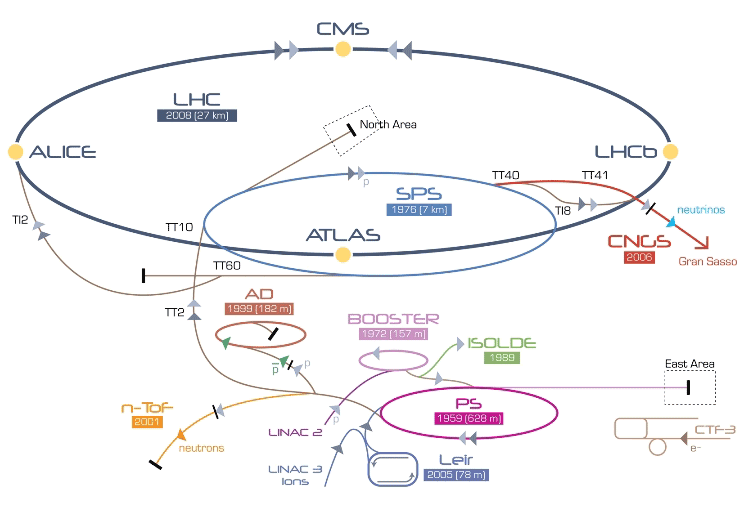 CMS
LHC
2008 (27 km)
North Area
ALICE
LHCb
TT40
TT41
p
SPS
1976 (7 km)
TI2
TT10
TI8
neutrinos
ATLAS
CNGS
2006
Gran Sasso
TT60
AD
1999 (182 m)
TT2
BOOSTER
1972 (157 m)
ISOLDE
1989
p
p
East Area
n-ToF
2001
PS
1959 (628 m)
p
LINAC 2
neutrons
CTF-3
e-
LINAC 3
Ions
Leir
2005 (78 m)